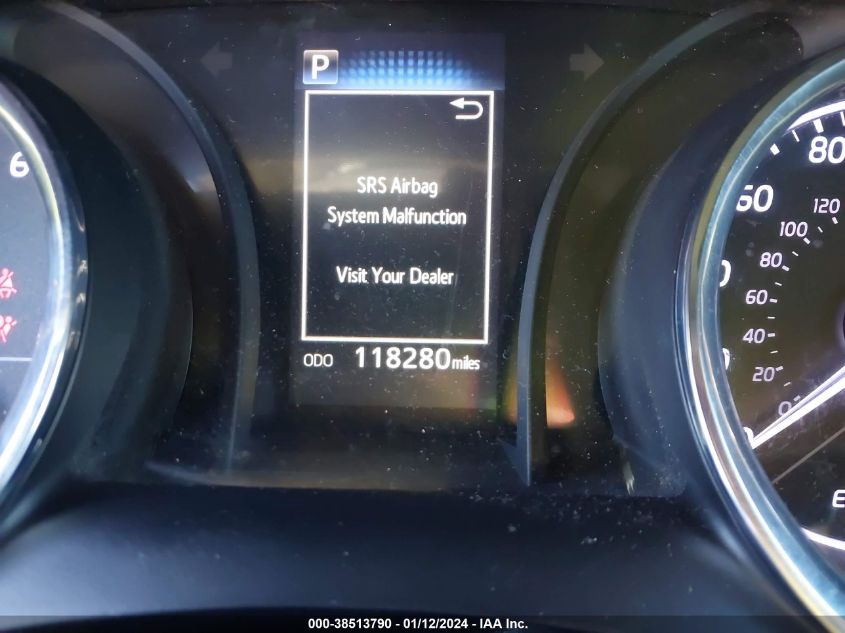 P
SRS Airbag
System Malfunction
Visit Your Dealer
ODO 118280 miles
6
80
60
120
100
80
60
40
20
0
E
000-38513790 - 01/12/2024 - IAA Inc.